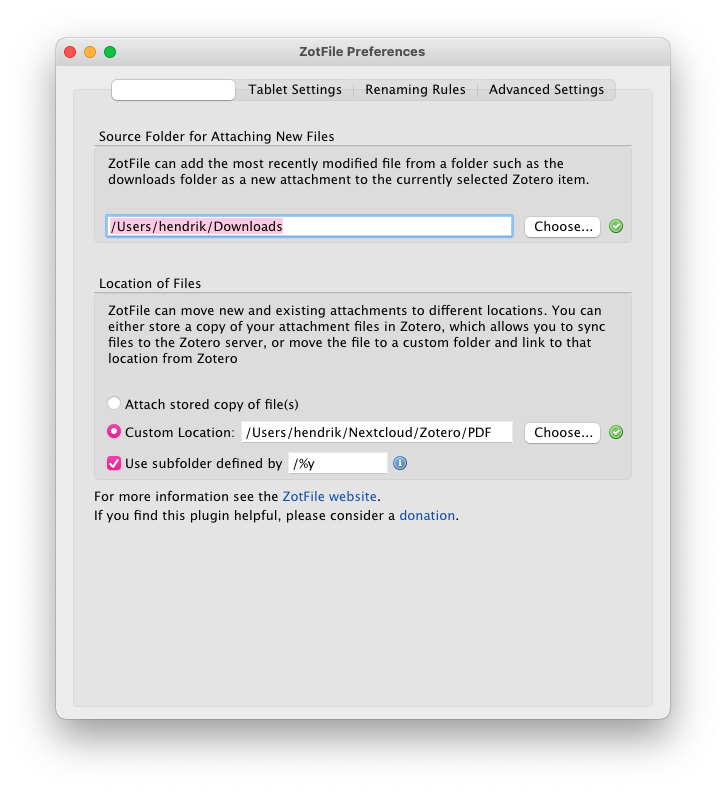 ZotFile Preferences
Tablet Settings
Renaming Rules
Advanced Settings
Source Folder for Attaching New Files
ZotFile can add the most recently modified file from a folder such as the
downloads folder as a new attachment to the currently selected Zotero item.
/Users/hendrik/Downloads
Choose...
Location of Files
ZotFile can move new and existing attachments to different locations. You can
either store a copy of your attachment files in Zotero, which allows you to sync
files to the Zotero server, or move the file to a custom folder and link to that
location from Zotero
Attach stored copy of file(s)
Custom Location:
/Users/hendrik/Nextcloud/Zotero/PDF
Choose...
Use subfolder defined by
/%y
For more information see the ZotFile website.
If you find this plugin helpful, please consider a donation.